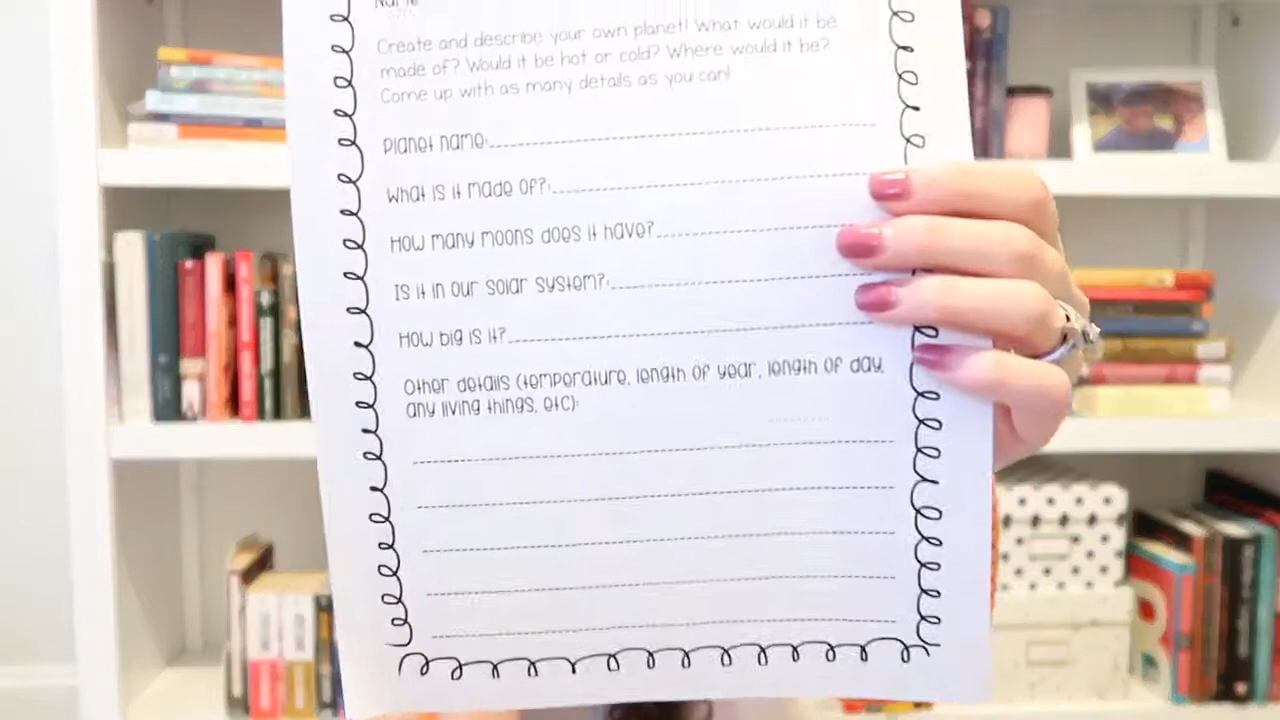 Name
Create and describe your own planet! What would it be
made of? Would it be hot or cold? Where would it be?
Come up with as many details as you can!
Planet name:
What is it made of?:
How many moons does it have?
Is it in our solar system?:
How big is it?
Other details (temperature, length of year, length of day,
any living things, etc):